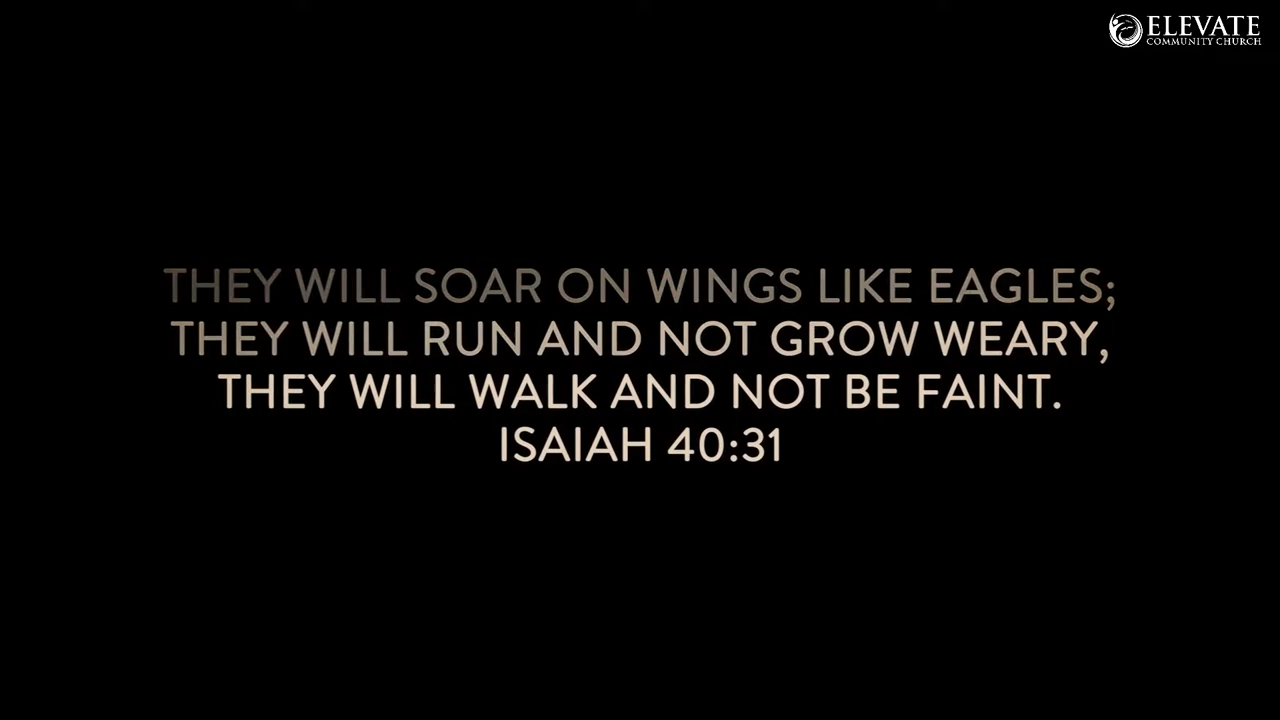 ELEVATE
COMMUNITY CHURCH
THEY WILL SOAR ON WINGS LIKE EAGLES;
THEY WILL RUN AND NOT GROW WEARY,
THEY WILL WALK AND NOT BE FAINT.
ISAIAH 40:31